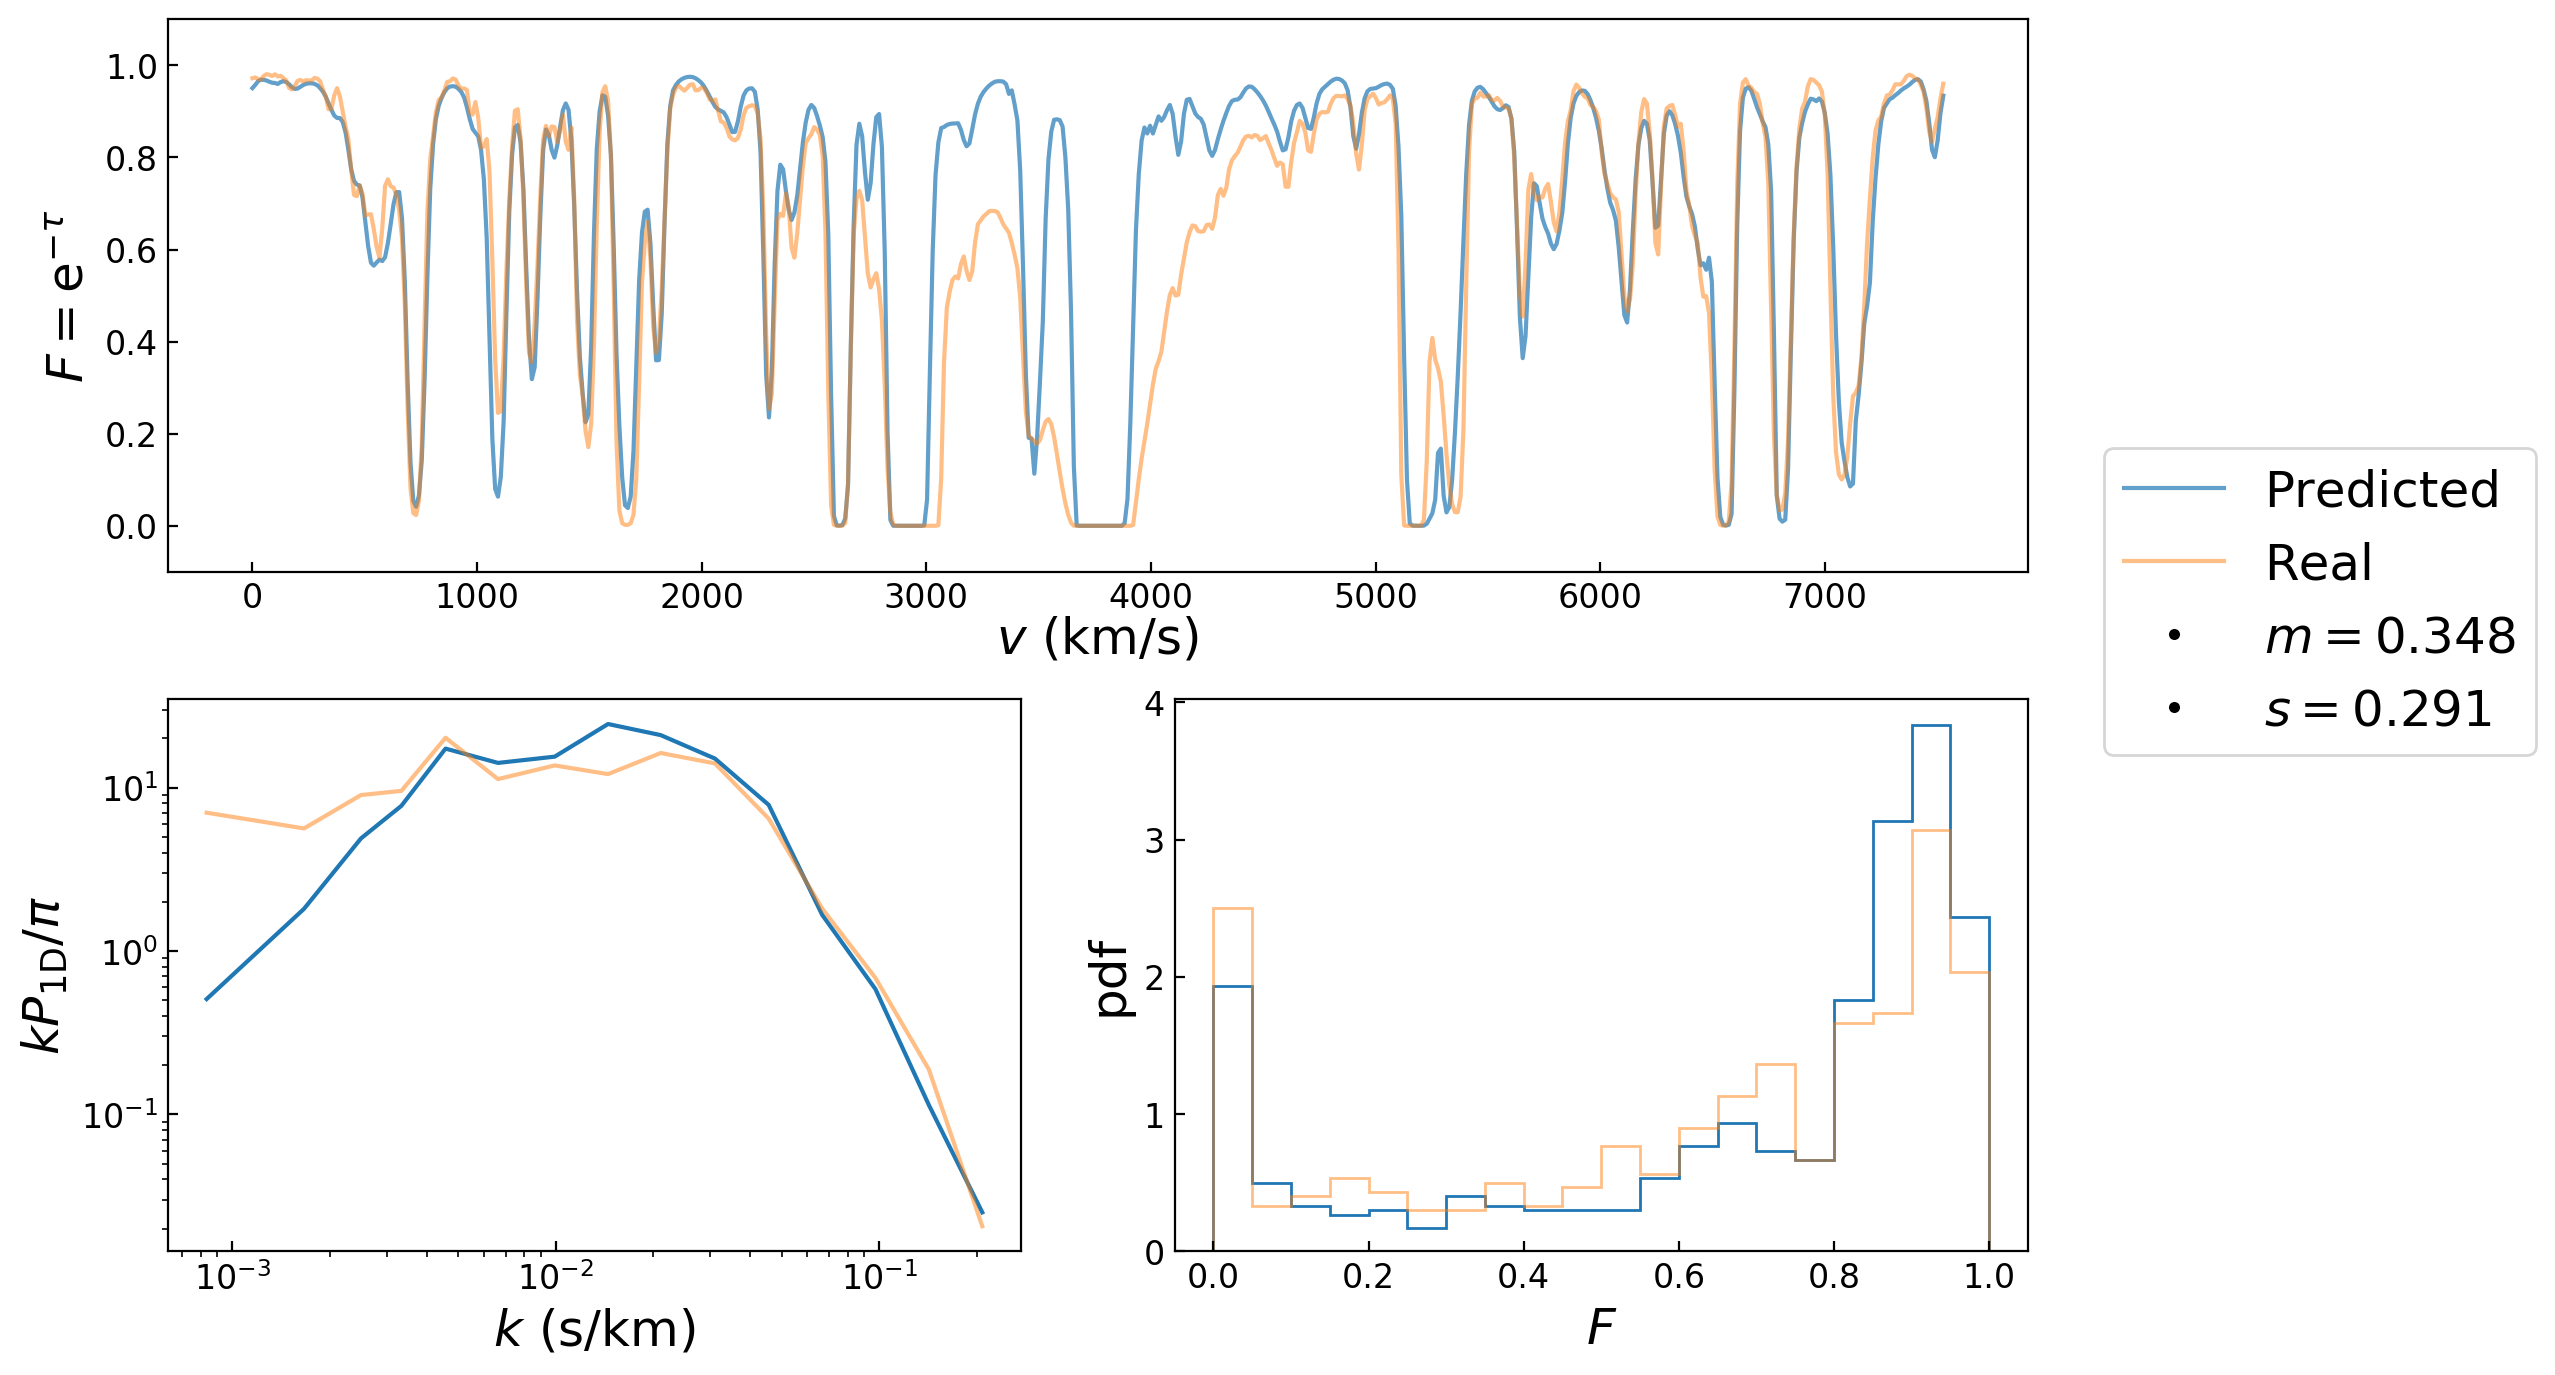 1.0
0.8
0.6
0.4
0.2
0.0
F = e^{−τ}
0 1000 2000 3000 4000 5000 6000 7000
v (km/s)
Predicted
Real
m = 0.348
s = 0.291
10^1
10^0
10^{−1}
kP_{1D}/π
10^{−3} 10^{−2} 10^{−1}
k (s/km)
4
3
2
1
0
pdf
0.0 0.2 0.4 0.6 0.8 1.0
F